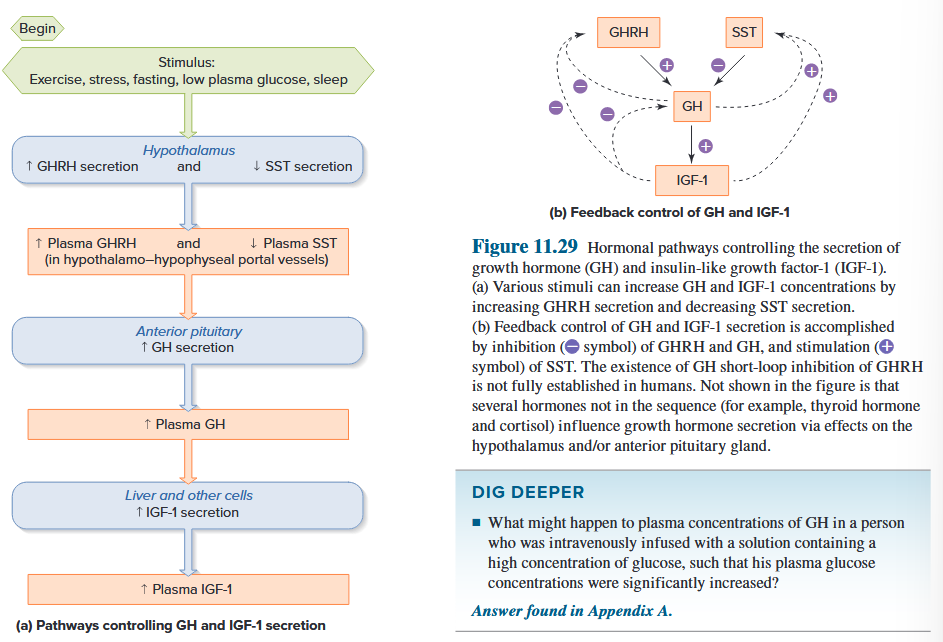 Begin
Stimulus:
Exercise, stress, fasting, low plasma glucose, sleep
Hypothalamus
↑ GHRH secretion and ↓ SST secretion
↑ Plasma GHRH and ↓ Plasma SST
(in hypothalamo–hypophyseal portal vessels)
Anterior pituitary
↑ GH secretion
↑ Plasma GH
Liver and other cells
↑ IGF-1 secretion
↑ Plasma IGF-1
(a) Pathways controlling GH and IGF-1 secretion
GHRH SST
+ − +
− +
− − GH
+
IGF-1
(b) Feedback control of GH and IGF-1
Figure 11.29 Hormonal pathways controlling the secretion of
growth hormone (GH) and insulin-like growth factor-1 (IGF-1).
(a) Various stimuli can increase GH and IGF-1 concentrations by
increasing GHRH secretion and decreasing SST secretion.
(b) Feedback control of GH and IGF-1 secretion is accomplished
by inhibition (− symbol) of GHRH and GH, and stimulation (+
symbol) of SST. The existence of GH short-loop inhibition of GHRH
is not fully established in humans. Not shown in the figure is that
several hormones not in the sequence (for example, thyroid hormone
and cortisol) influence growth hormone secretion via effects on the
hypothalamus and/or anterior pituitary gland.
DIG DEEPER
■ What might happen to plasma concentrations of GH in a person
who was intravenously infused with a solution containing a
high concentration of glucose, such that his plasma glucose
concentrations were significantly increased?
Answer found in Appendix A.